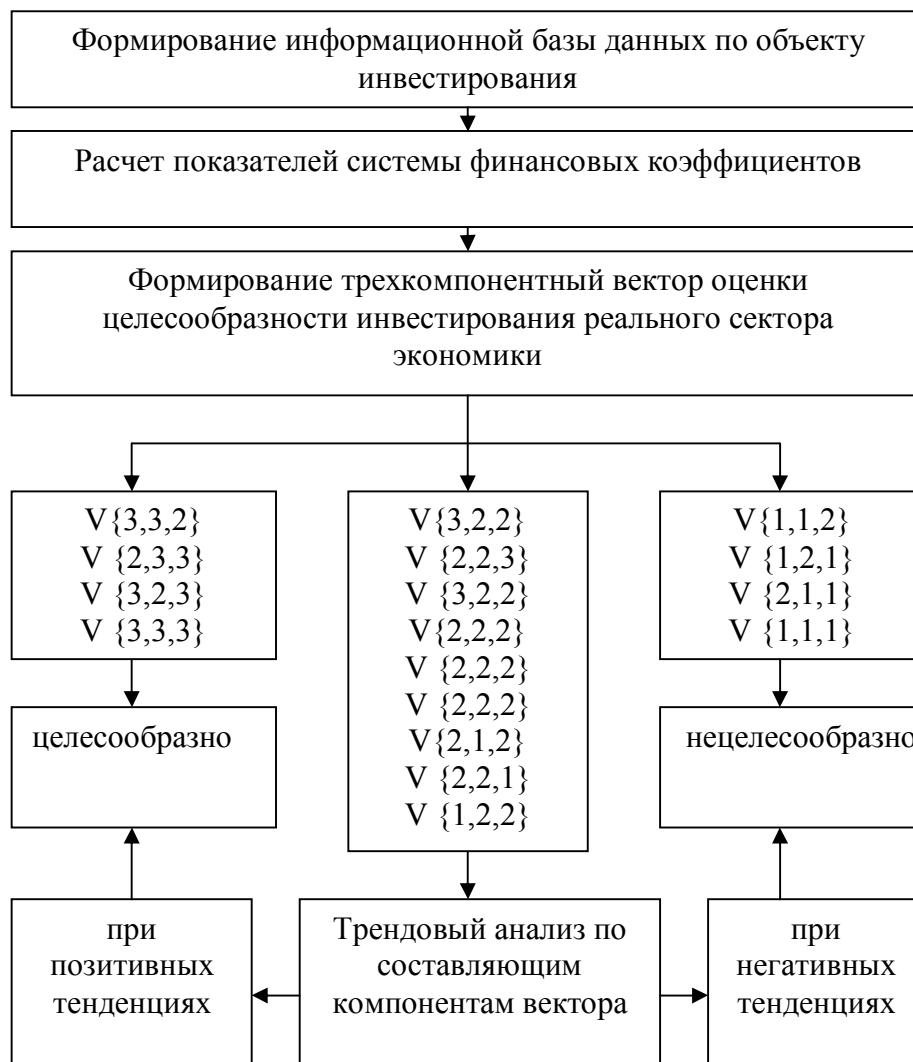 Формирование информационной базы данных по объекту
инвестирования
Расчет показателей системы финансовых коэффициентов
Формирование трехкомпонентный вектор оценки
целесообразности инвестирования реального сектора
экономики
V{3,3,2}
V {2,3,3}
V {3,2,3}
V {3,3,3}
V{3,2,2}
V {2,2,3}
V {3,2,2}
V{2,2,2}
V {2,2,2}
V {2,2,2}
V{2,1,2}
V {2,2,1}
V {1,2,2}
V{1,1,2}
V {1,2,1}
V {2,1,1}
V {1,1,1}
целесообразно
нецелесообразно
при
позитивных
тенденциях
Трендовый анализ по
составляющим
компонентам вектора
при
негативных
тенденциях